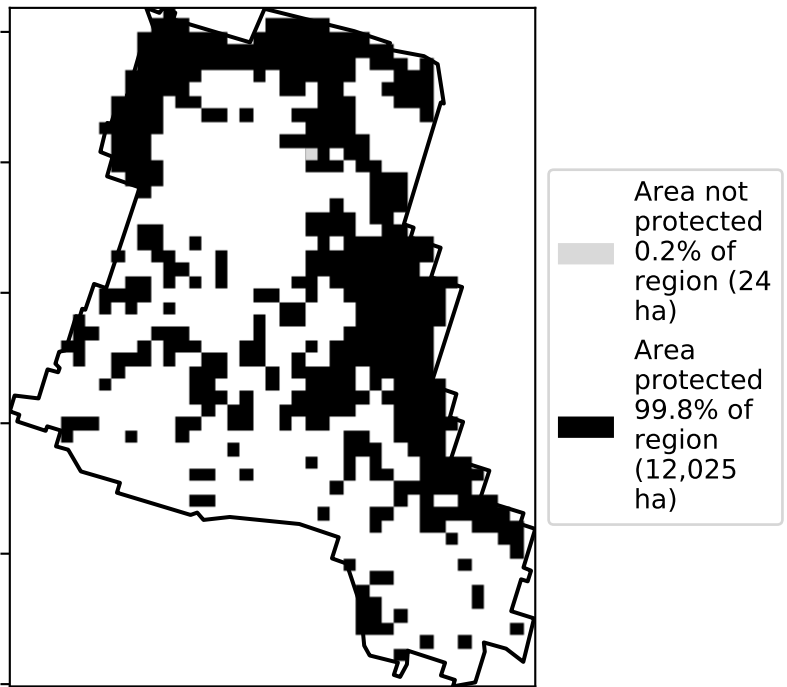 Area not
protected
0.2% of
region (24
ha)
Area
protected
99.8% of
region
(12,025
ha)